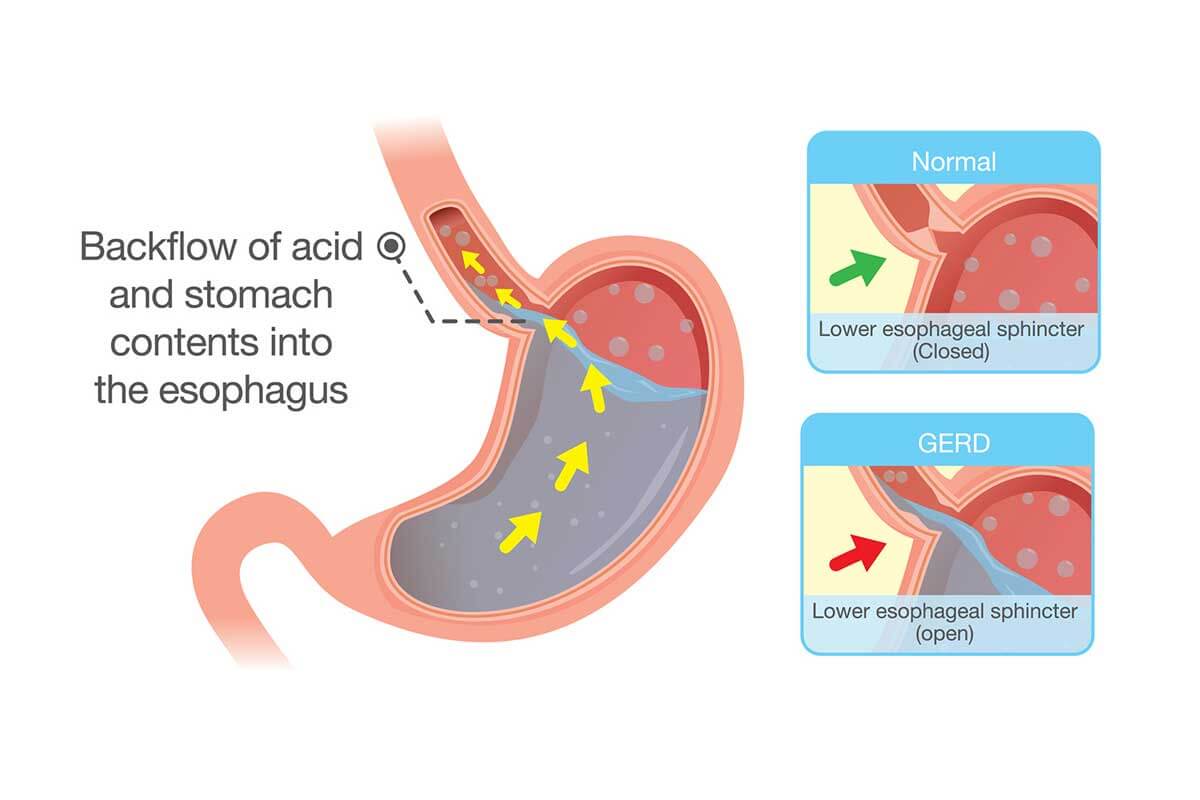 Backflow of acid
and stomach
contents into
the esophagus
Normal
Lower esophageal sphincter
(Closed)
GERD
Lower esophageal sphincter
(open)